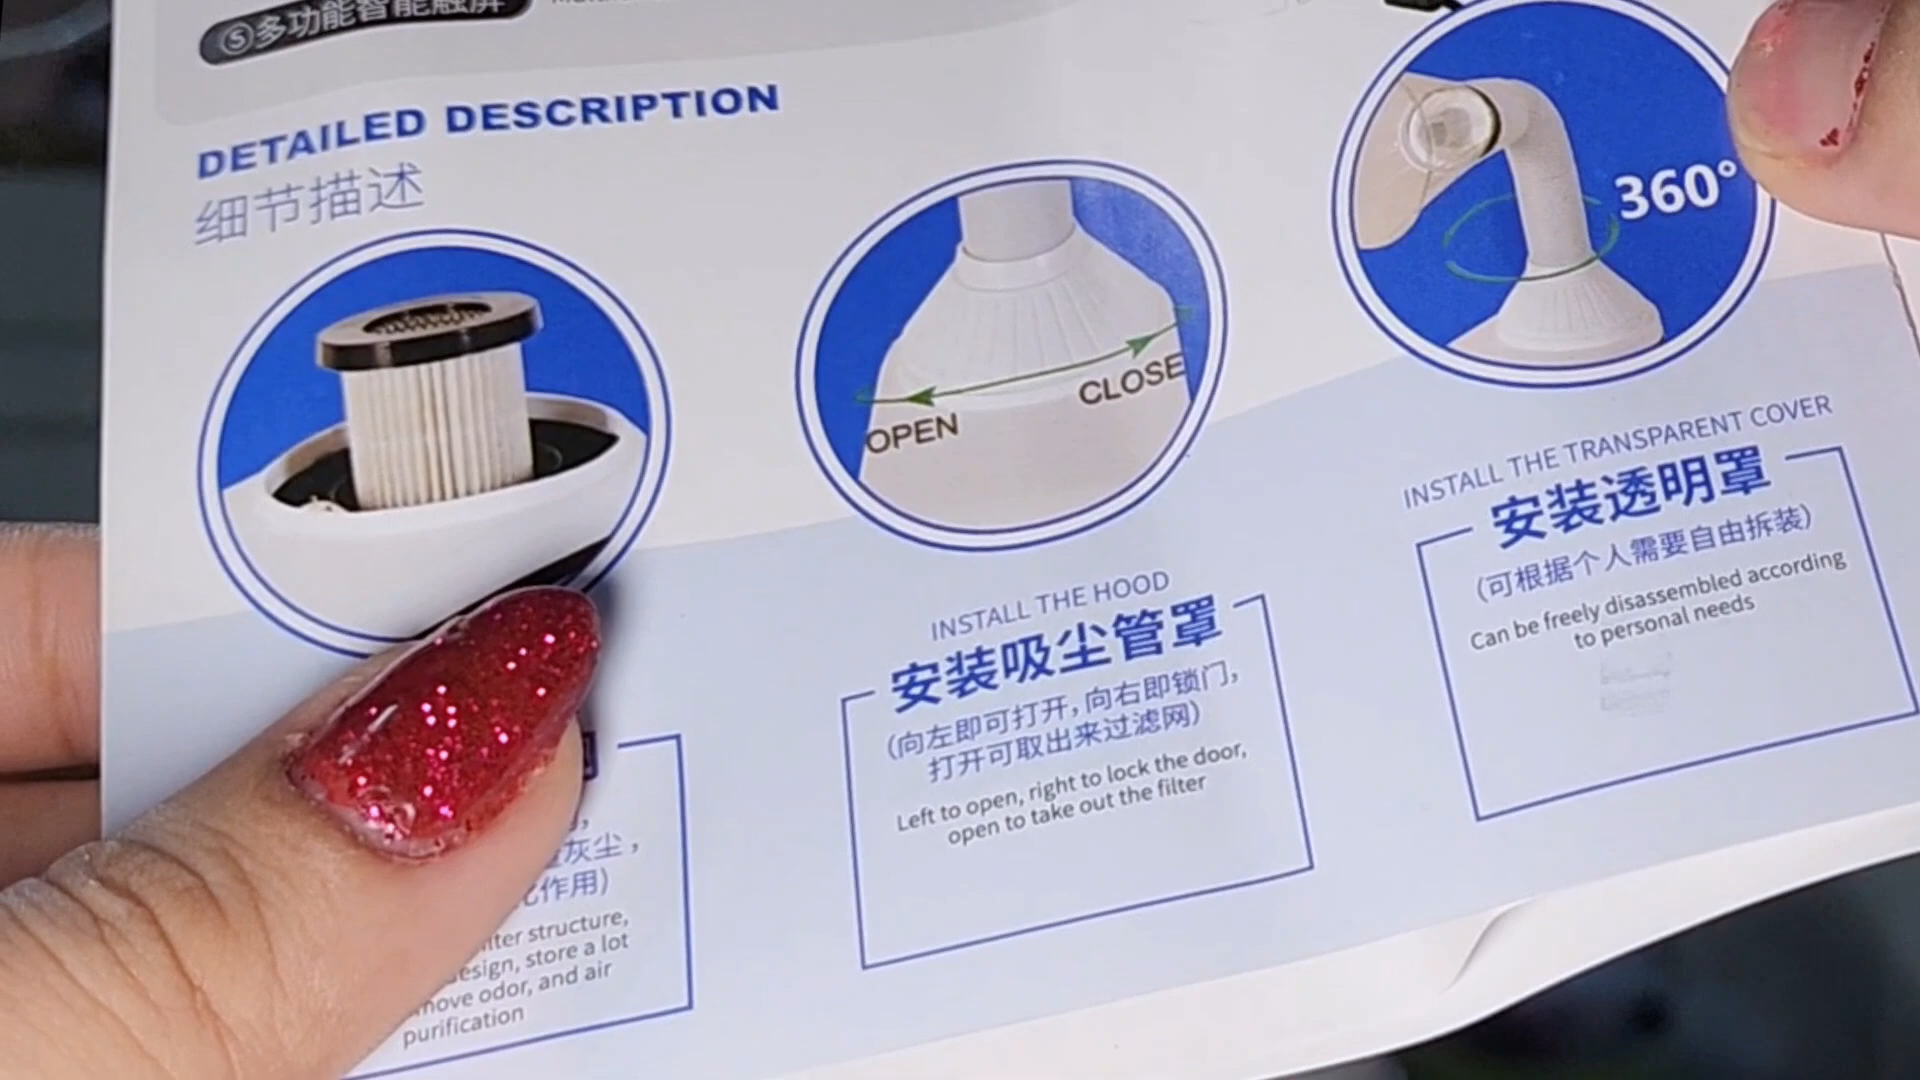 ⑤多功能智能触屏
DETAILED DESCRIPTION
细节描述
OPEN
CLOSE
360°
灰尘，
作用)
structure,
store a lot
odor, and air
purification
INSTALL THE HOOD
安装吸尘管罩
(向左即可打开，向右即锁门，
打开可取出来过滤网)
Left to open, right to lock the door,
open to take out the filter
INSTALL THE TRANSPARENT COVER
安装透明罩
(可根据个人需要自由拆装)
Can be freely disassembled according
to personal needs